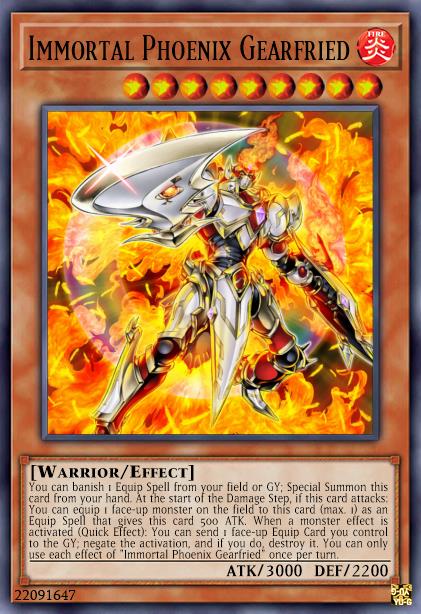 IMMORTAL PHOENIX GEARFRIED
FIRE
炎
[WARRIOR/EFFECT]
You can banish 1 Equip Spell from your field or GY; Special Summon
this card from your hand. At the start of the Damage Step, if this card attacks:
You can equip 1 face-up monster on the field to this card (max. 1) as an
Equip Spell that gives this card 500 ATK. When a monster effect is
activated (Quick Effect): You can send 1 face-up Equip Card you control
to the GY; negate the activation, and if you do, destroy it. You can only
use each effect of "Immortal Phoenix Gearfried" once per turn.
ATK/3000 DEF/2200
22091647